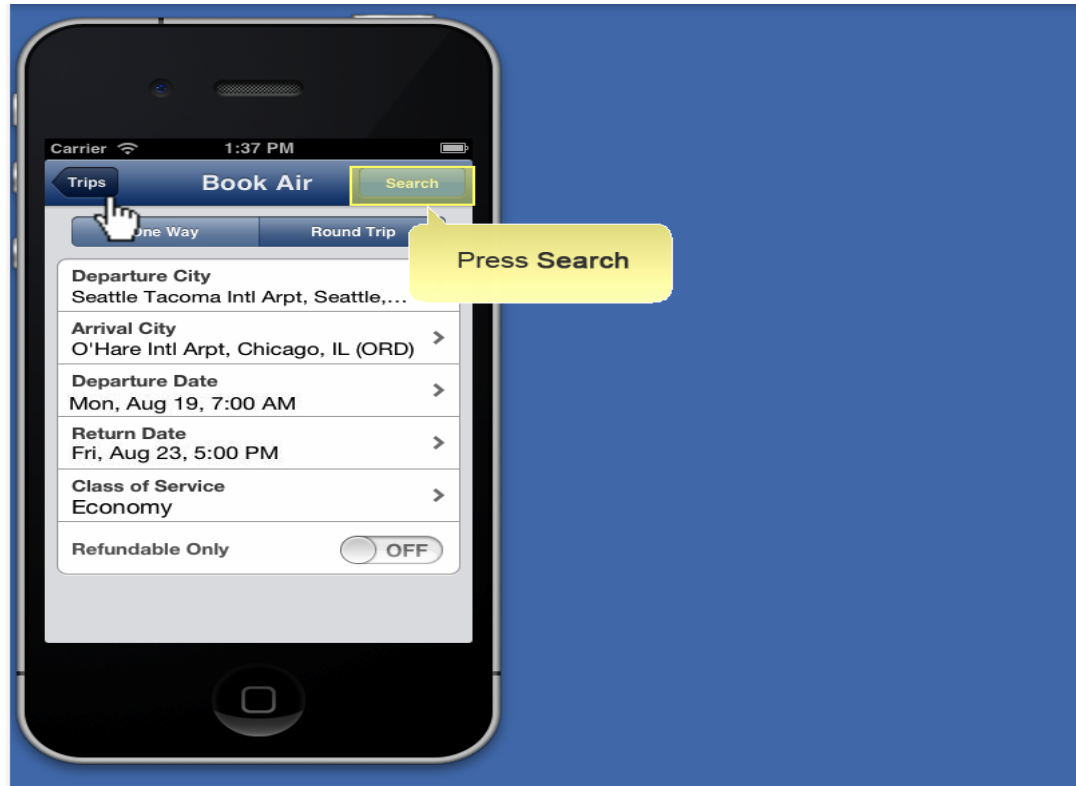 Carrier 1:37 PM
Trips Book Air Search
One Way Round Trip
Press Search
Departure City
Seattle Tacoma Intl Arpt, Seattle,...
Arrival City
O'Hare Intl Arpt, Chicago, IL (ORD)
Departure Date
Mon, Aug 19, 7:00 AM
Return Date
Fri, Aug 23, 5:00 PM
Class of Service
Economy
Refundable Only OFF